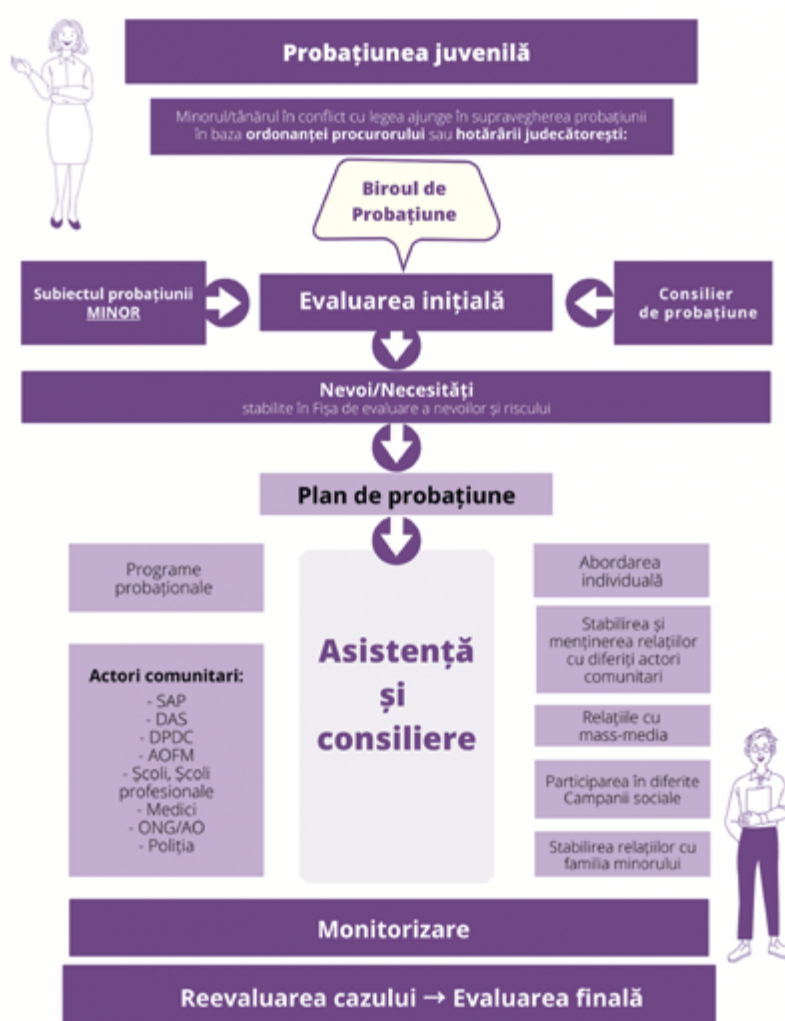 Probațiunea juvenilă
Minorul/tânărul în conflict cu legea ajunge în supravegherea probațiunii
în baza ordonanței procurorului sau hotărârii judecătorești:
Biroul de
Probațiune
Subiectul probațiunii
MINOR
Evaluarea inițială
Consilier
de probațiune
Nevoi/Necesități
stabilite în Fișa de evaluare a nevoilor și riscului
Plan de probațiune
Programe
probaționale
Actori comunitari:
- SAP
- DAS
- DPDC
- AOFM
- Școli, Școli
profesionale
- Medici
- ONG/AO
- Poliția
Asistență
și
consiliere
Abordarea
individuală
Stabilirea și
menținerea relațiilor
cu diferiți actori
comunitari
Relațiile cu
mass-media
Participarea în diferite
Campanii sociale
Stabilirea relațiilor cu
familia minorului
Monitorizare
Reevaluarea cazului → Evaluarea finală